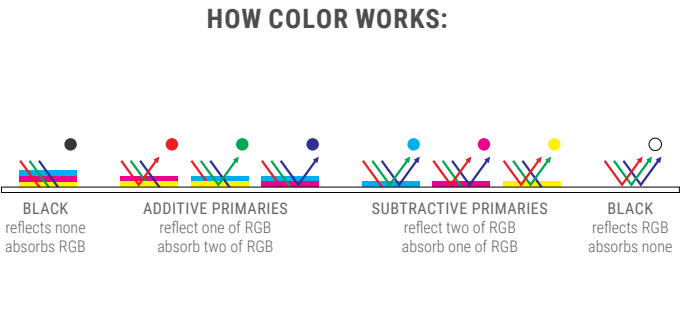 HOW COLOR WORKS:
BLACK
reflects none
absorbs RGB
ADDITIVE PRIMARIES
reflect one of RGB
absorb two of RGB
SUBTRACTIVE PRIMARIES
reflect two of RGB
absorb one of RGB
BLACK
reflects RGB
absorbs none